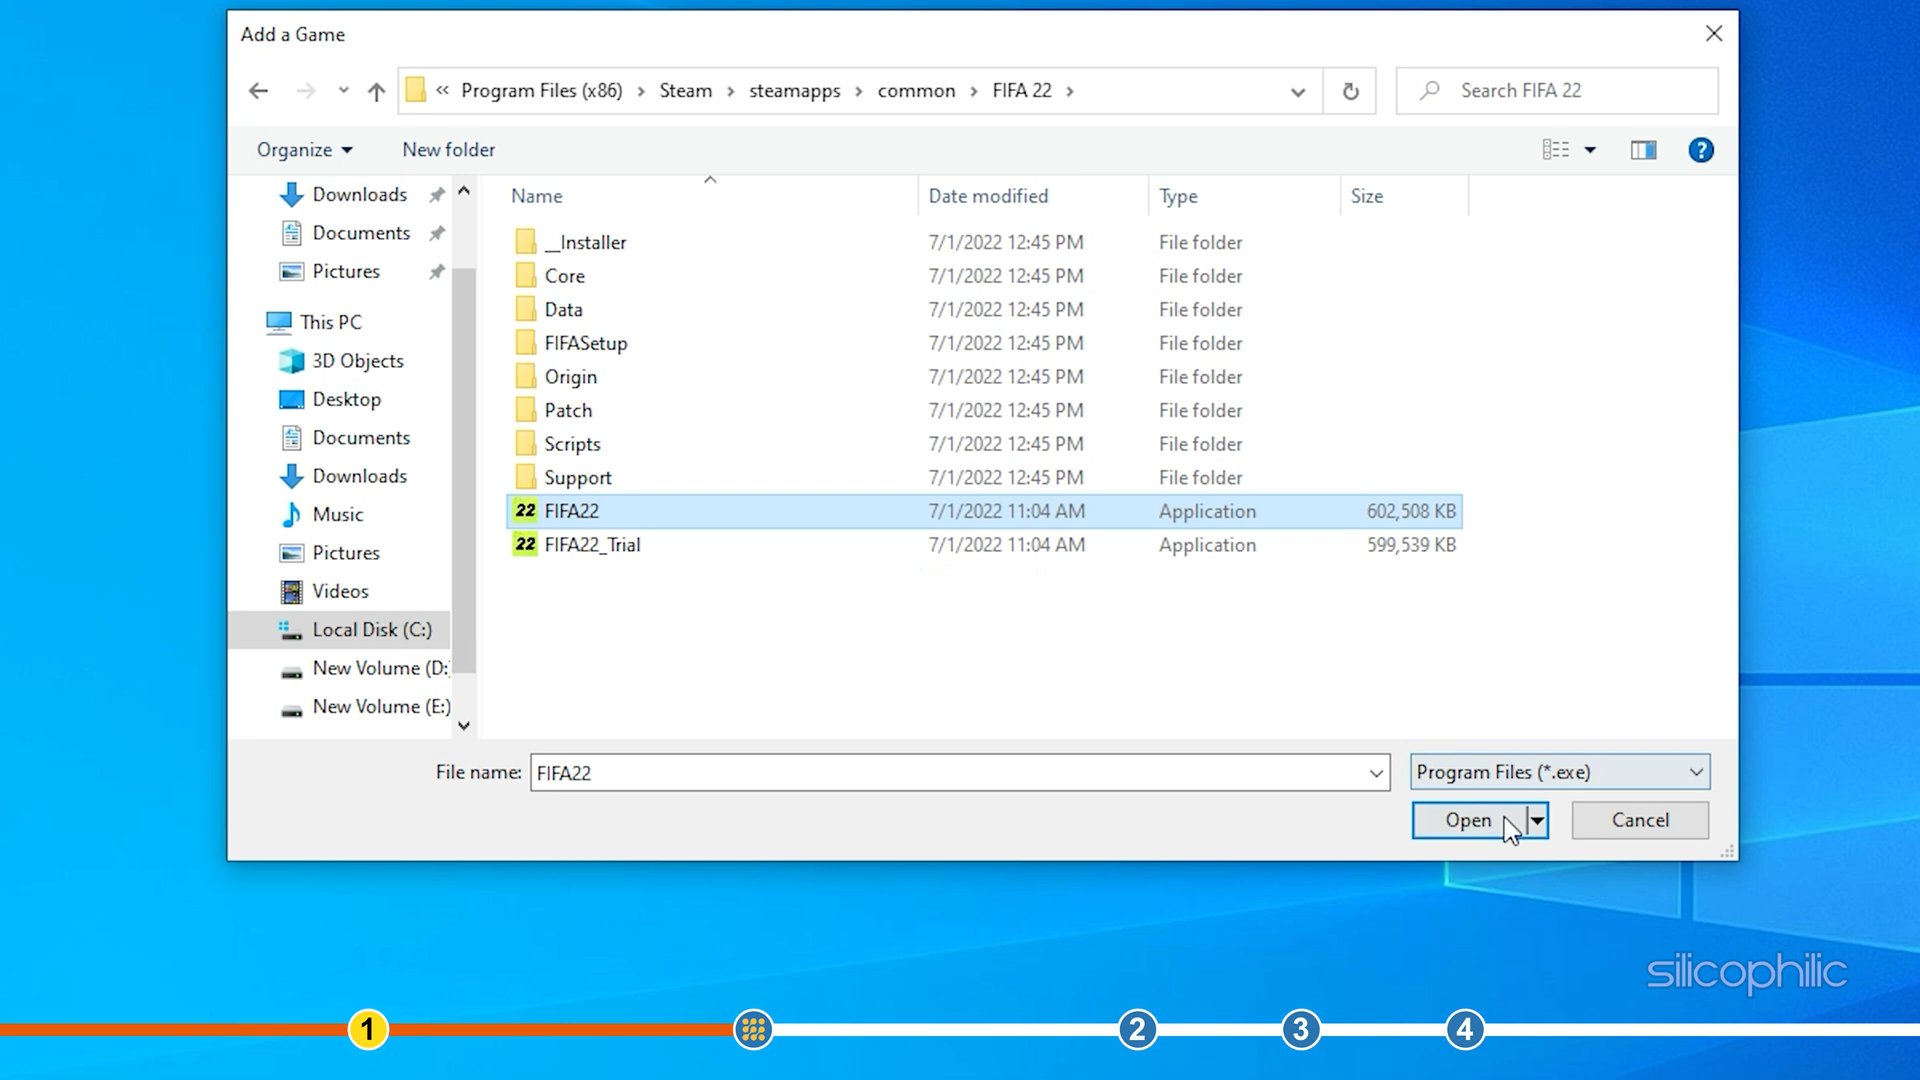 Add a Game
« Program Files (x86) › Steam › steamapps › common › FIFA 22 ›
Search FIFA 22
Organize
New folder
?
Downloads
Documents
Pictures
This PC
3D Objects
Desktop
Documents
Downloads
Music
Pictures
Videos
Local Disk (C:)
New Volume (D:
New Volume (E:)
Name Date modified Type Size
__Installer 7/1/2022 12:45 PM File folder
Core 7/1/2022 12:45 PM File folder
Data 7/1/2022 12:45 PM File folder
FIFASetup 7/1/2022 12:45 PM File folder
Origin 7/1/2022 12:45 PM File folder
Patch 7/1/2022 12:45 PM File folder
Scripts 7/1/2022 12:45 PM File folder
Support 7/1/2022 12:45 PM File folder
22 FIFA22 7/1/2022 11:04 AM Application 602,508 KB
22 FIFA22_Trial 7/1/2022 11:04 AM Application 599,539 KB
File name: FIFA22
Program Files (*.exe)
Open
Cancel
silicophilic
1 2 3 4